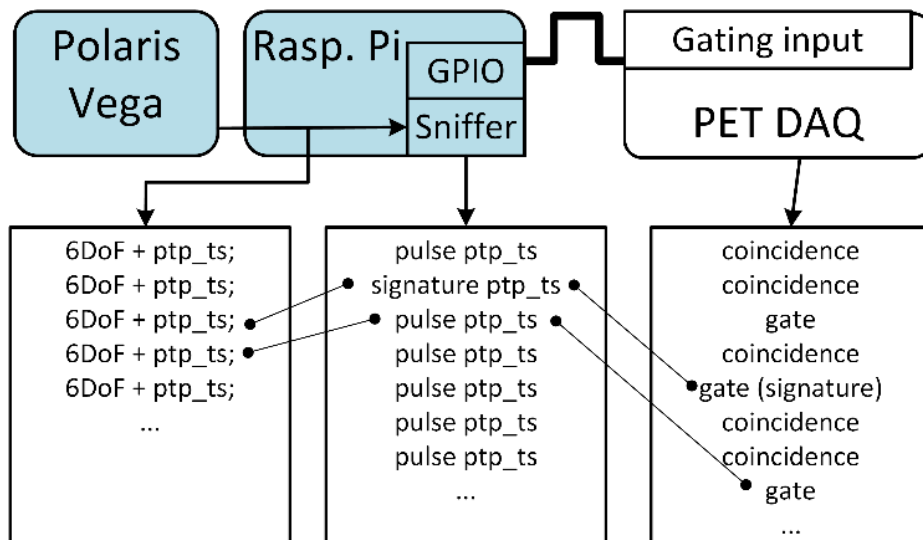 Polaris
Vega
Rasp. Pi
GPIO
Sniffer
Gating input
PET DAQ
6DoF + ptp_ts;
6DoF + ptp_ts;
6DoF + ptp_ts;
6DoF + ptp_ts;
6DoF + ptp_ts;
...
pulse ptp_ts
signature ptp_ts
pulse ptp_ts
pulse ptp_ts
pulse ptp_ts
pulse ptp_ts
pulse ptp_ts
...
coincidence
coincidence
gate
coincidence
gate (signature)
coincidence
coincidence
gate
...